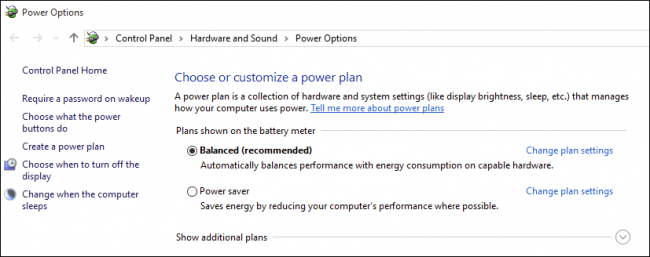 Power Options
Control Panel > Hardware and Sound > Power Options
Control Panel Home
Require a password on wakeup
Choose what the power
buttons do
Create a power plan
Choose when to turn off the
display
Change when the computer
sleeps
Choose or customize a power plan
A power plan is a collection of hardware and system settings (like display brightness, sleep, etc.) that manages
how your computer uses power. Tell me more about power plans
Plans shown on the battery meter
Balanced (recommended) Change plan settings
Automatically balances performance with energy consumption on capable hardware.
Power saver Change plan settings
Saves energy by reducing your computer's performance where possible.
Show additional plans